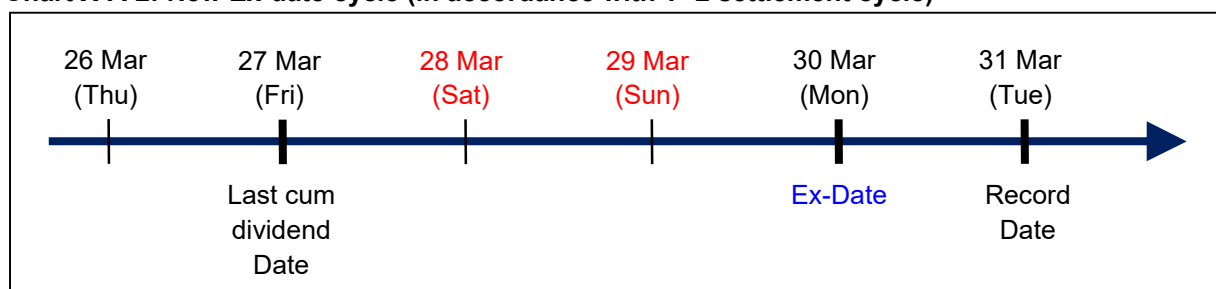 26 Mar 27 Mar 28 Mar 29 Mar 30 Mar 31 Mar
(Thu) (Fri) (Sat) (Sun) (Mon) (Tue)
Last cum Ex-Date Record
dividend Date
Date